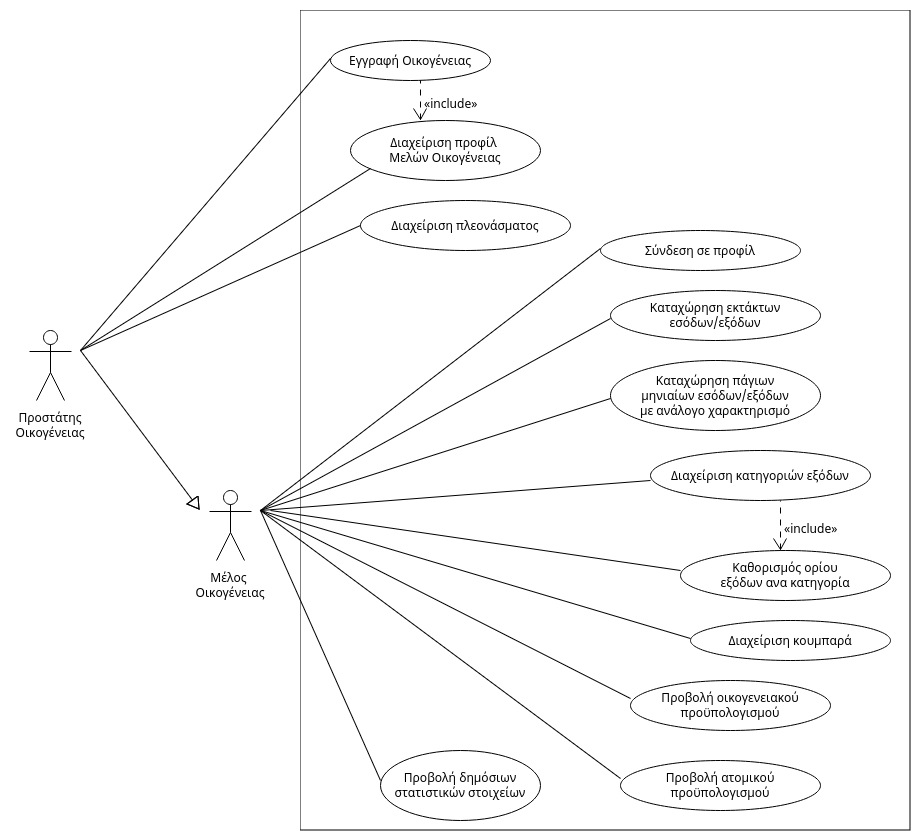 Εγγραφή Οικογένειας
«include»
Διαχείριση προφίλ
Μελών Οικογένειας
Διαχείριση πλεονάσματος
Σύνδεση σε προφίλ
Καταχώρηση εκτάκτων
εσόδων/εξόδων
Καταχώρηση πάγιων
μηνιαίων εσόδων/εξόδων
με ανάλογο χαρακτηρισμό
Προστάτης
Οικογένειας
Διαχείριση κατηγοριών εξόδων
«include»
Καθορισμός ορίου
εξόδων ανα κατηγορία
Μέλος
Οικογένειας
Διαχείριση κουμπαρά
Προβολή οικογενειακού
προϋπολογισμού
Προβολή δημόσιων
στατιστικών στοιχείων
Προβολή ατομικού
προϋπολογισμού